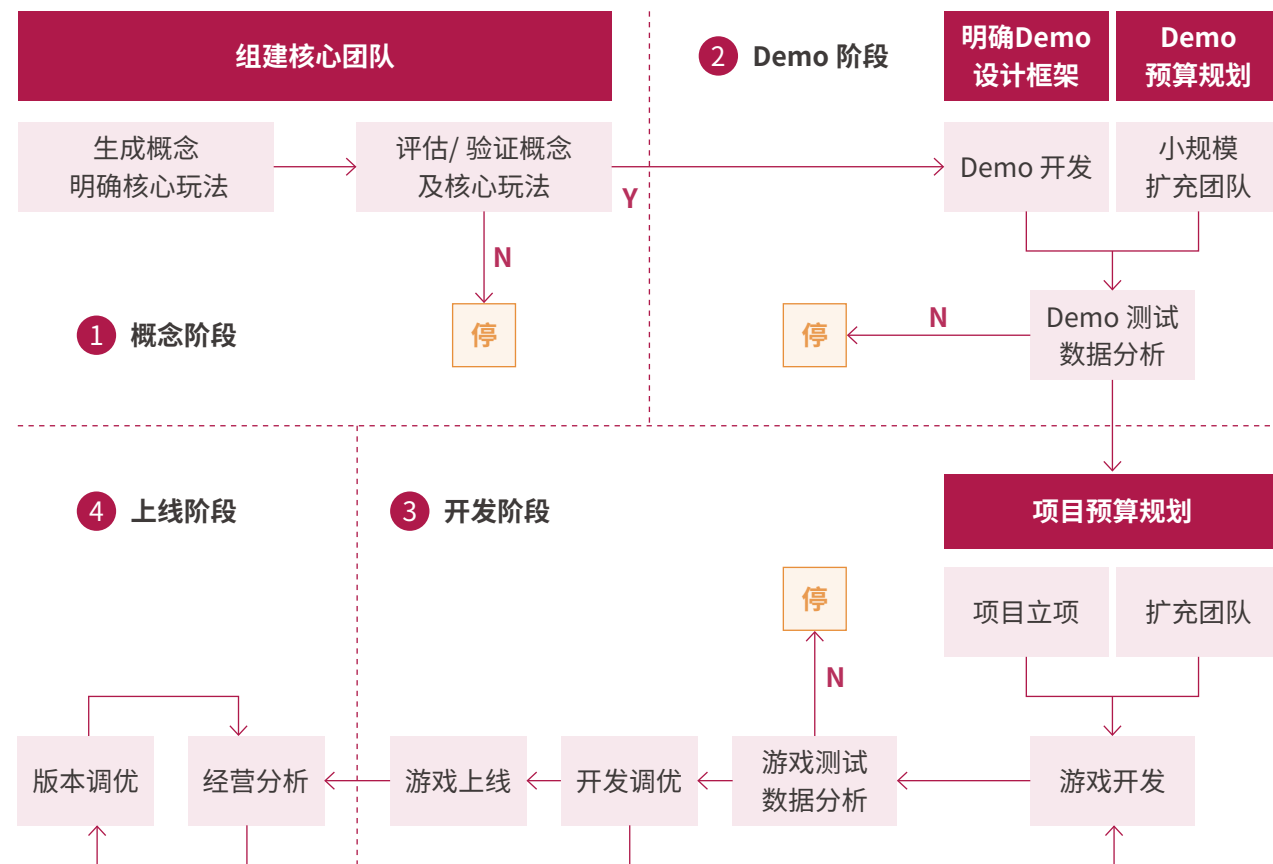 组建核心团队
生成概念
明确核心玩法
评估/ 验证概念
及核心玩法
Y
N
停
1 概念阶段
2 Demo 阶段
明确Demo
设计框架
Demo
预算规划
Demo 开发
小规模
扩充团队
Demo 测试
数据分析
N
停
项目预算规划
3 开发阶段
项目立项
扩充团队
停
N
游戏开发
游戏测试
数据分析
开发调优
游戏上线
4 上线阶段
经营分析
版本调优